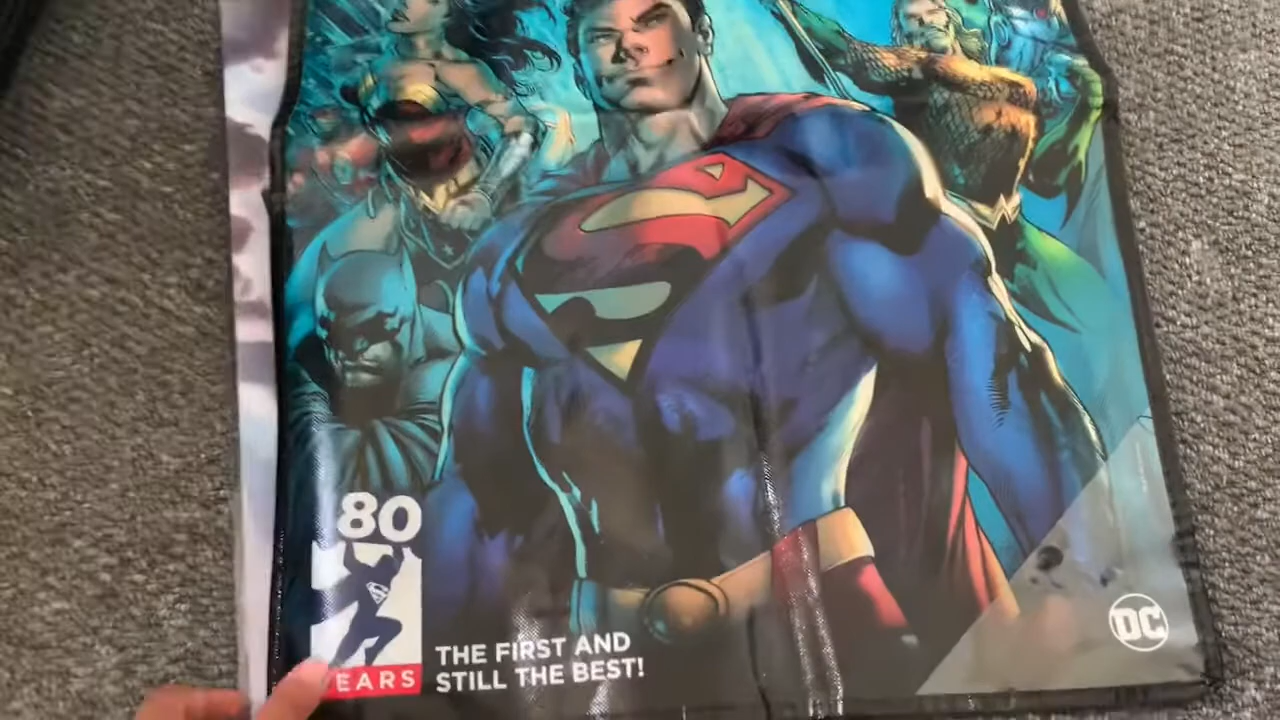 80
YEARS
THE FIRST AND
STILL THE BEST!
DC